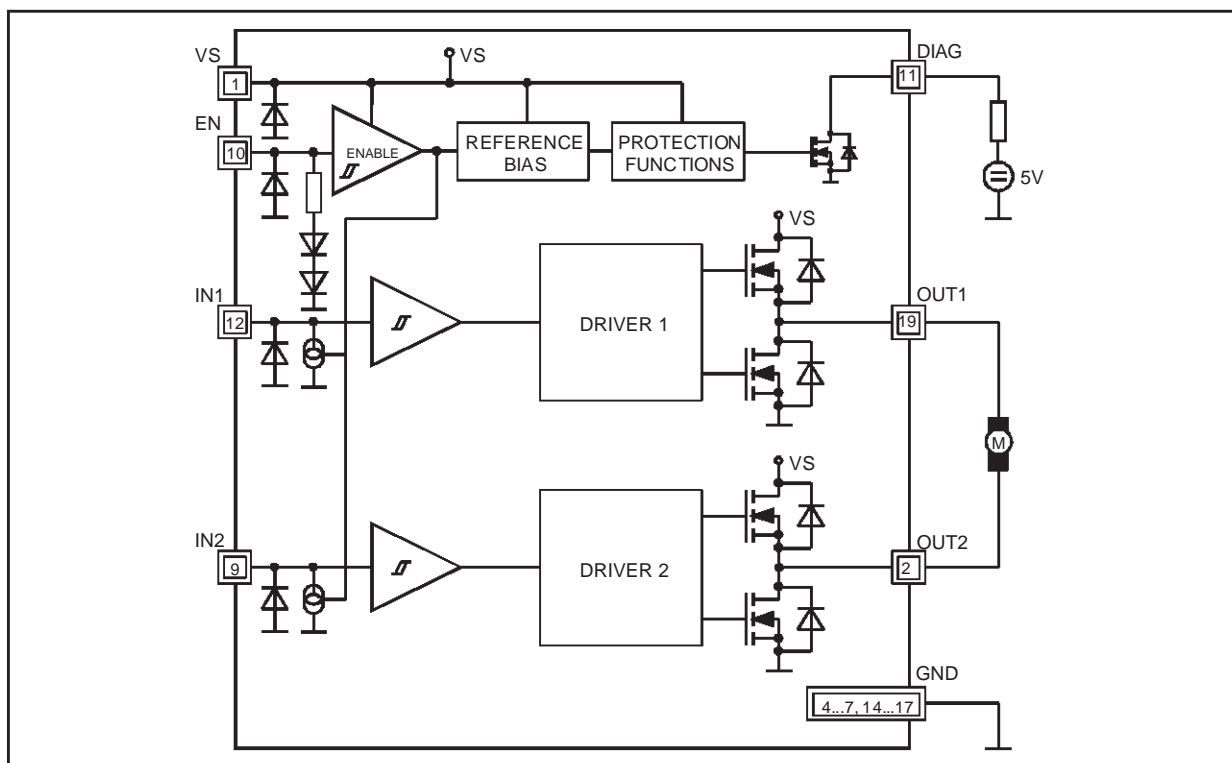 VS
VS
DIAG
1
11
EN
10
ENABLE
REFERENCE
BIAS
PROTECTION
FUNCTIONS
5V
VS
IN1
OUT1
12
DRIVER 1
19
M
VS
IN2
OUT2
9
DRIVER 2
2
GND
4...7, 14...17